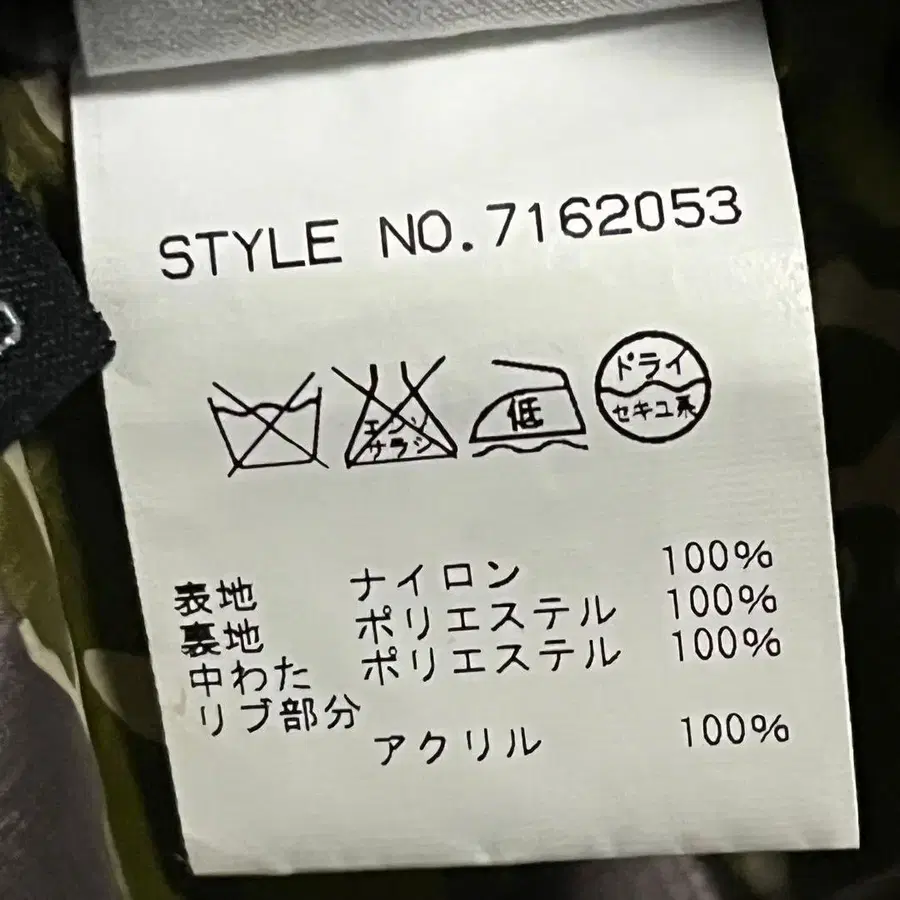 STYLE NO.7162053
エンソ
サラシ
低
ドライ
セキユ系
表地 ナイロン 100%
裏地 ポリエステル 100%
中わた ポリエステル 100%
リブ部分
アクリル 100%